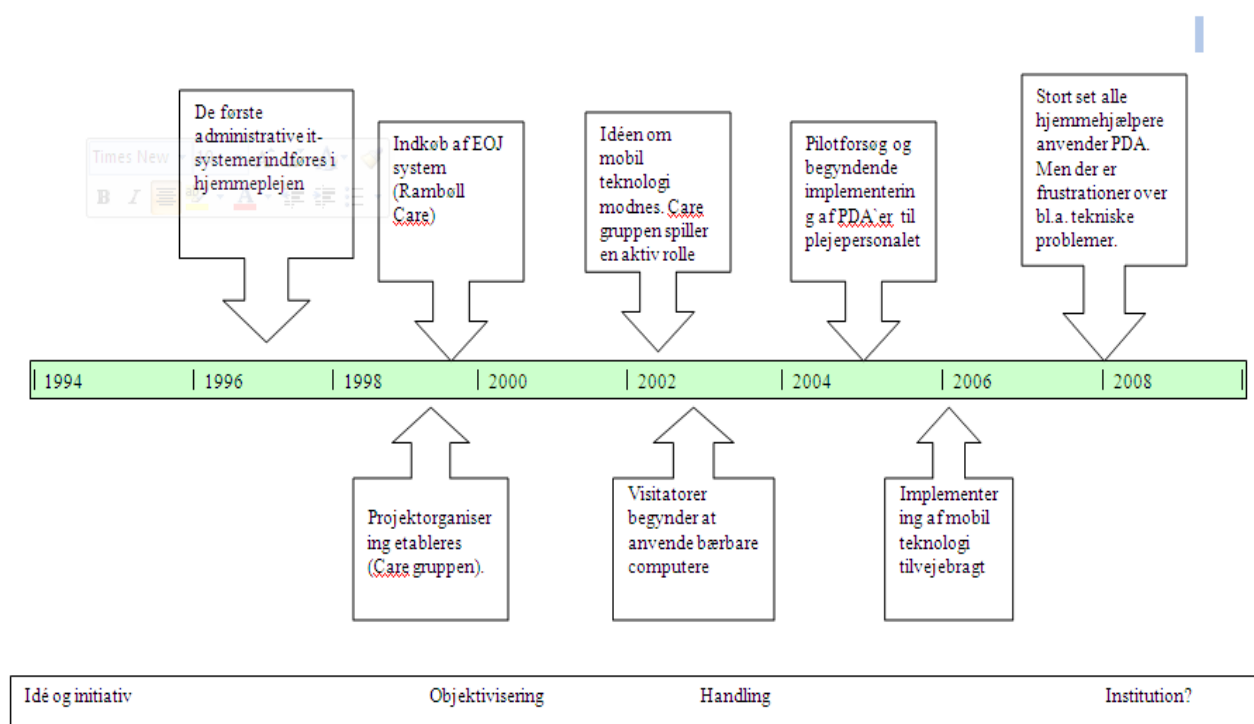 De første
administrative it-
systemerindføres i
hjemmeplejen
Indkøb af EOJ
system
(Rambøll
Care)
Idéen om
mobil
teknologi
modnes. Care
gruppen spiller
en aktiv rolle
Pilotforsøg og
begyndende
implementerin
g af PDA`er til
plejepersonalet
Stort set alle
hjemmehjælpere
anvender PDA.
Men der er
frustrationer over
bl.a. tekniske
problemer.
Times New
B I A
1994 1996 1998 2000 2002 2004 2006 2008
Projektorganiser
ing etableres
(Care gruppen).
Visitatorer
begynder at
anvende bærbare
computere
Implementer
ing af mobil
teknologi
tilvejebragt
Idé og initiativ Objektivisering Handling Institution?